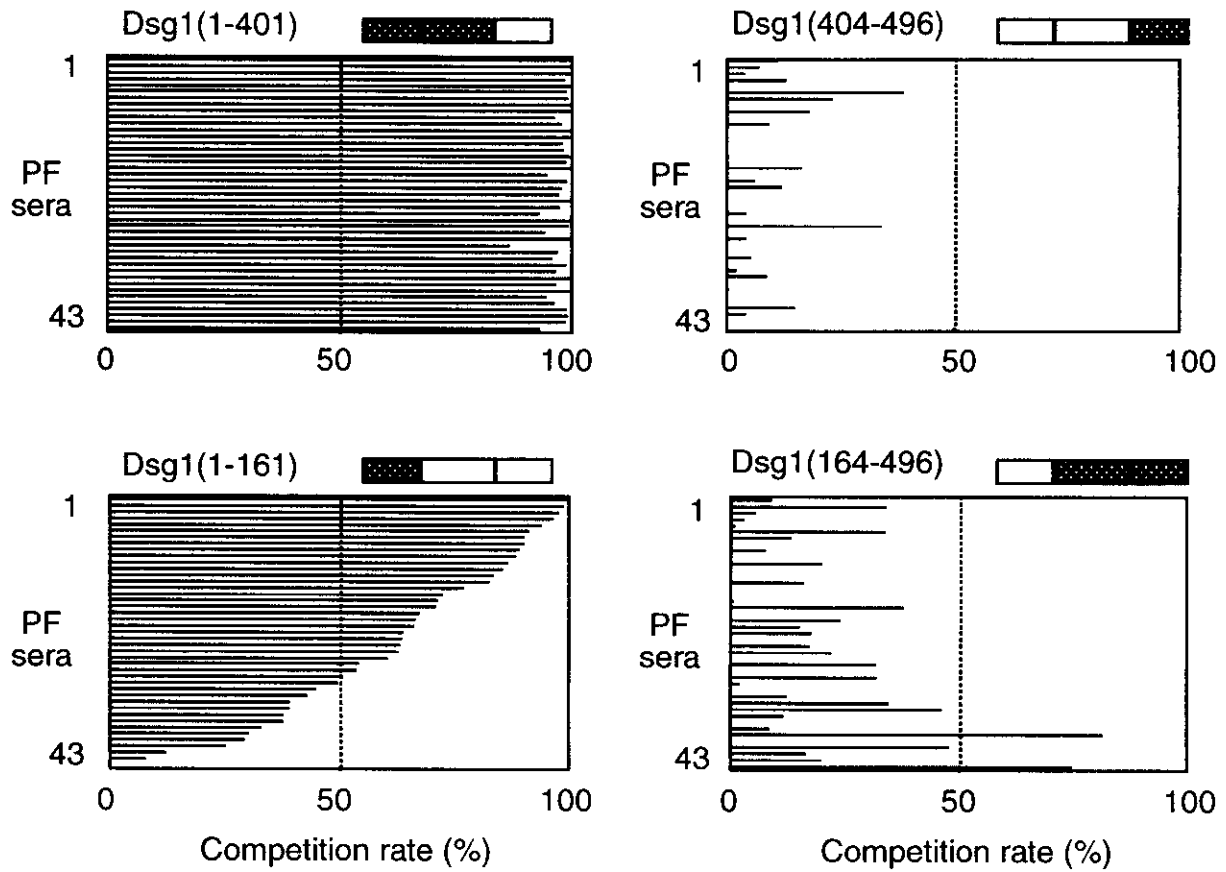 Dsg1(1-401)
1
PF
sera
43
0 50 100
Dsg1(404-496)
1
PF
sera
43
0 50 100
Dsg1(1-161)
1
PF
sera
43
0 50 100
Competition rate (%)
Dsg1(164-496)
1
PF
sera
43
0 50 100
Competition rate (%)